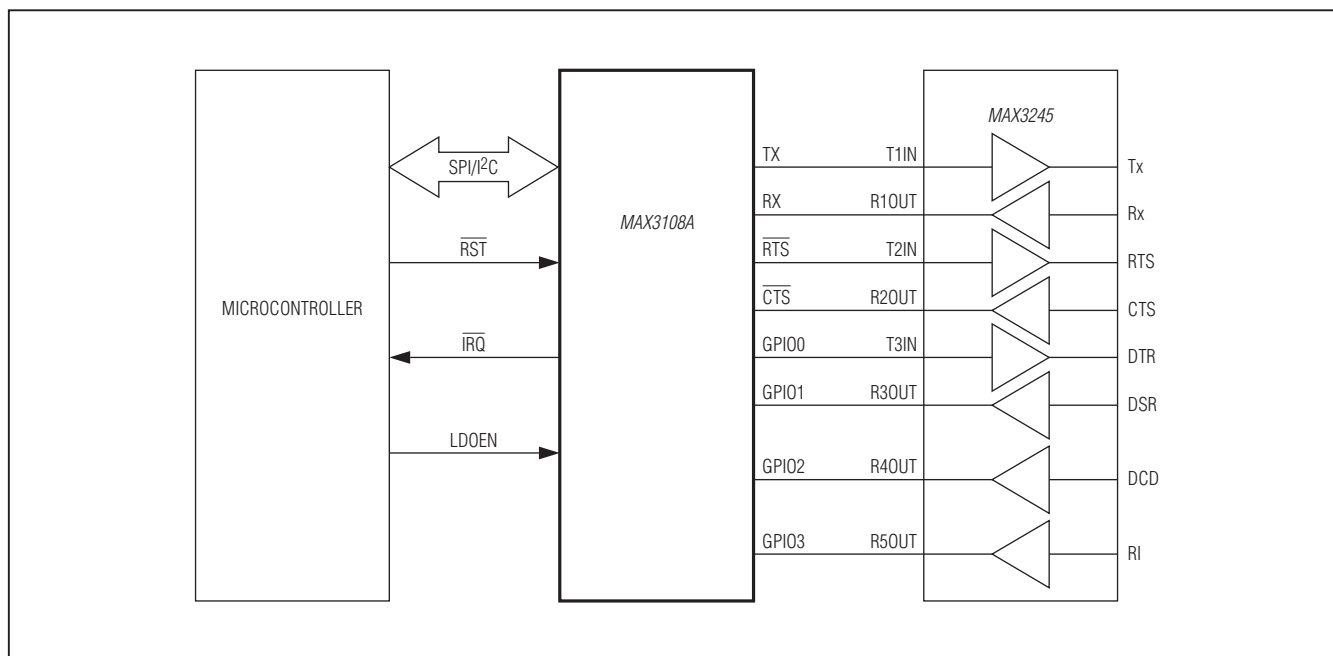 MAX3245
SPI/I²C
TX T1IN Tx
RX R1OUT Rx
MAX3108A
RST RTS T2IN RTS
MICROCONTROLLER CTS R2OUT CTS
IRQ GPIO0 T3IN DTR
GPIO1 R3OUT DSR
LDOEN
GPIO2 R4OUT DCD
GPIO3 R5OUT RI